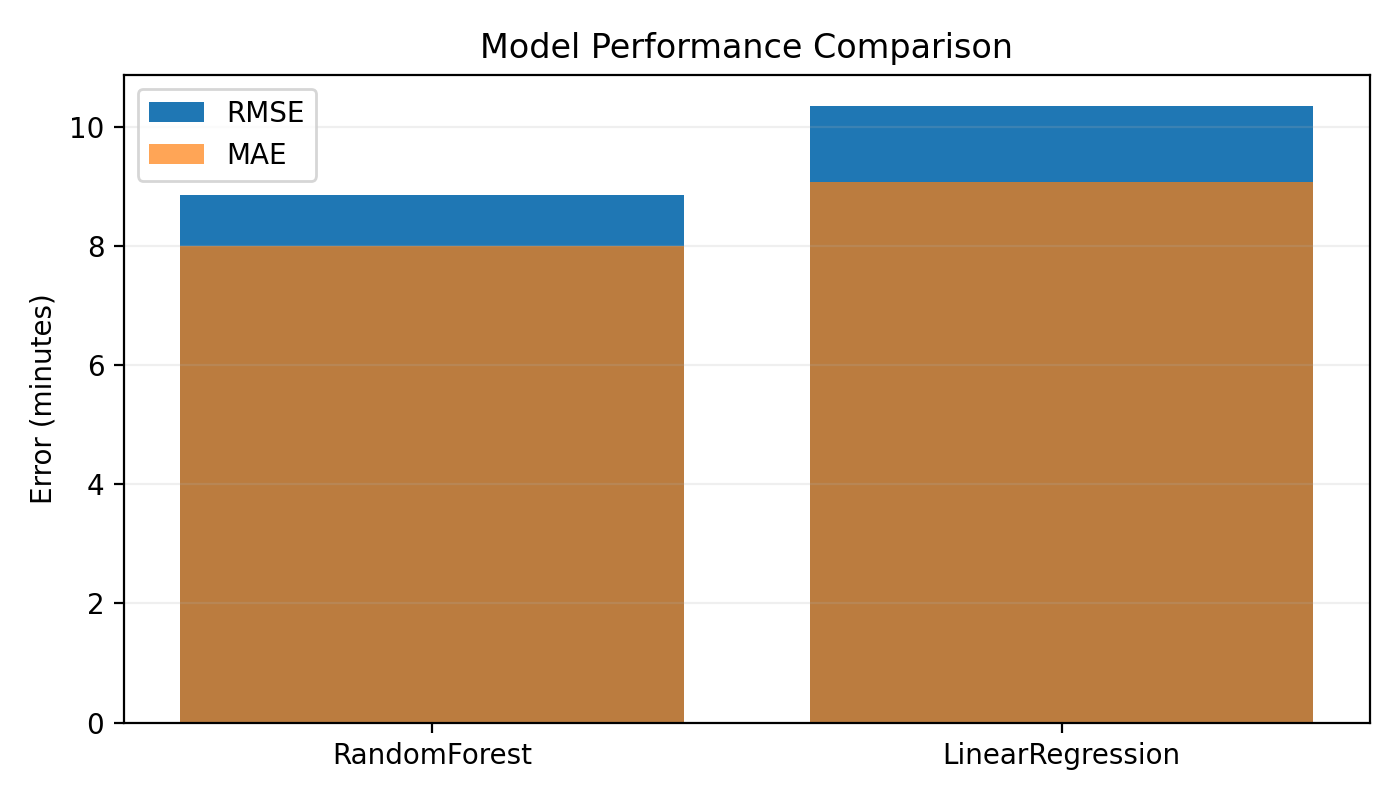 Model Performance Comparison
RMSE
MAE
10
8
6
4
2
0
Error (minutes)
RandomForest
LinearRegression